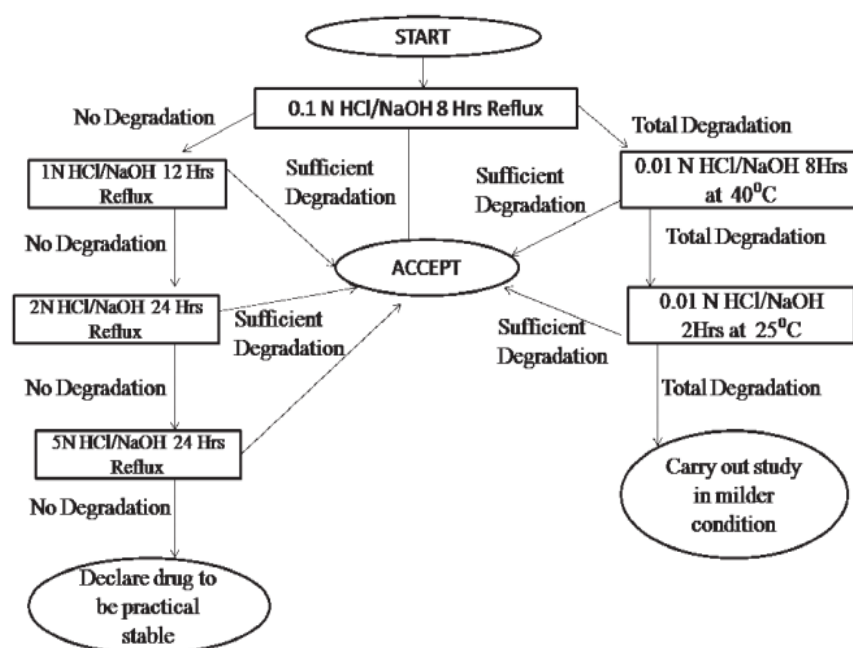 START
0.1 N HCl/NaOH 8 Hrs Reflux
No Degradation
Total Degradation
1N HCl/NaOH 12 Hrs
Reflux
Sufficient
Degradation
Sufficient
Degradation
0.01 N HCl/NaOH 8Hrs
at 40⁰C
No Degradation
Total Degradation
ACCEPT
2N HCl/NaOH 24 Hrs
Reflux
Sufficient
Degradation
Sufficient
Degradation
0.01 N HCl/NaOH
2Hrs at 25⁰C
No Degradation
Total Degradation
5N HCl/NaOH 24 Hrs
Reflux
Carry out study
in milder
condition
No Degradation
Declare drug to
be practical
stable